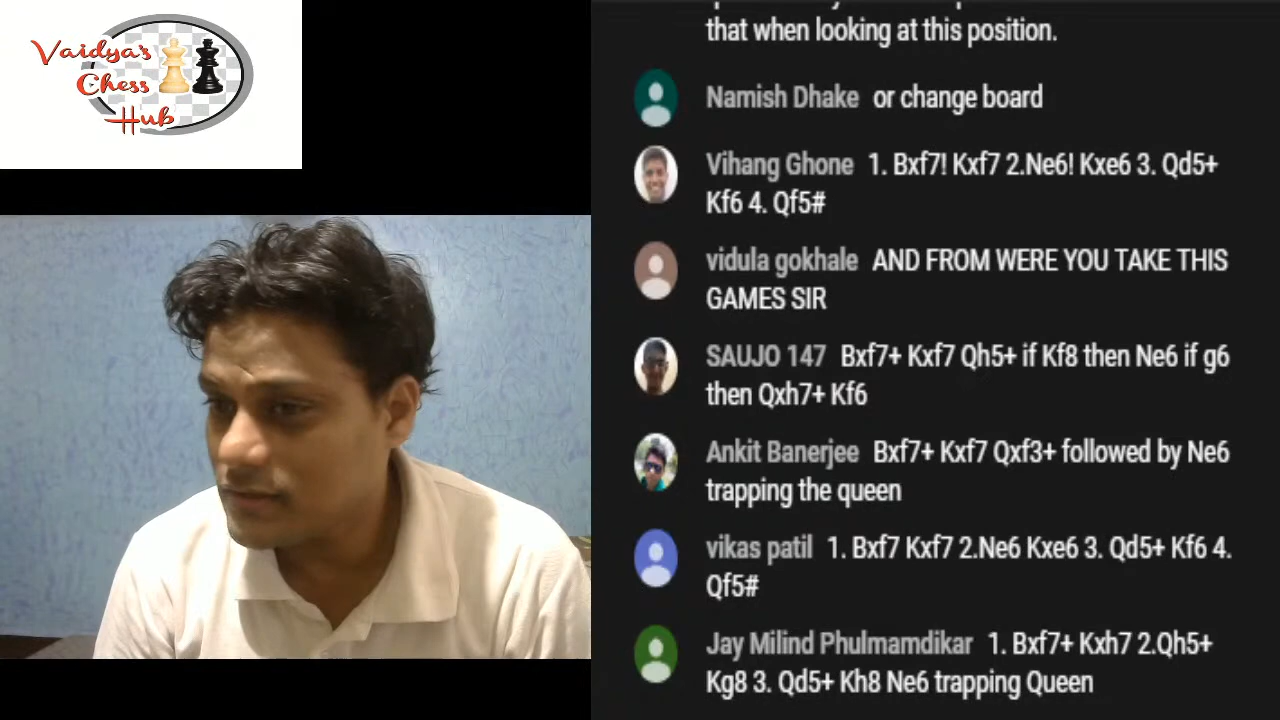 Vaidya's
Chess
Hub
that when looking at this position.
Namish Dhake or change board
Vihang Ghone 1. Bxf7! Kxf7 2.Ne6! Kxe6 3. Qd5+
Kf6 4. Qf5#
vidula gokhale AND FROM WERE YOU TAKE THIS
GAMES SIR
SAUJO 147 Bxf7+ Kxf7 Qh5+ if Kf8 then Ne6 if g6
then Qxh7+ Kf6
Ankit Banerjee Bxf7+ Kxf7 Qxf3+ followed by Ne6
trapping the queen
vikas patil 1. Bxf7 Kxf7 2.Ne6 Kxe6 3. Qd5+ Kf6 4.
Qf5#
Jay Milind Phulmamdikar 1. Bxf7+ Kxh7 2.Qh5+
Kg8 3. Qd5+ Kh8 Ne6 trapping Queen